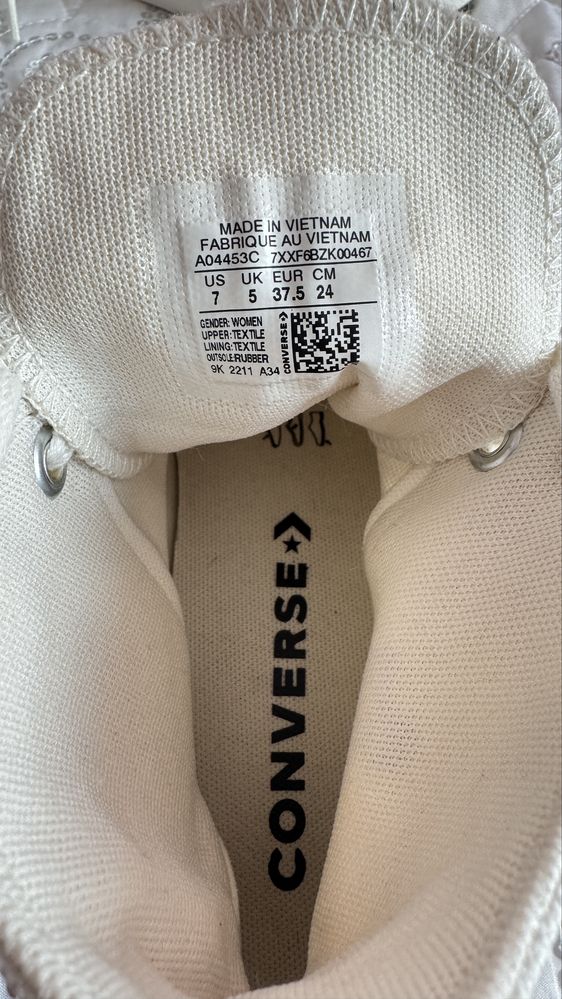 MADE IN VIETNAM
FABRIQUE AU VIETNAM
A04453C 7XXF6BZK00467
US UK EUR CM
7 5 37.5 24
GENDER: WOMEN
UPPER: TEXTILE
LINING: TEXTILE
OUTSOLE: RUBBER
9K 2211 A34
CONVERSE
CONVERSE